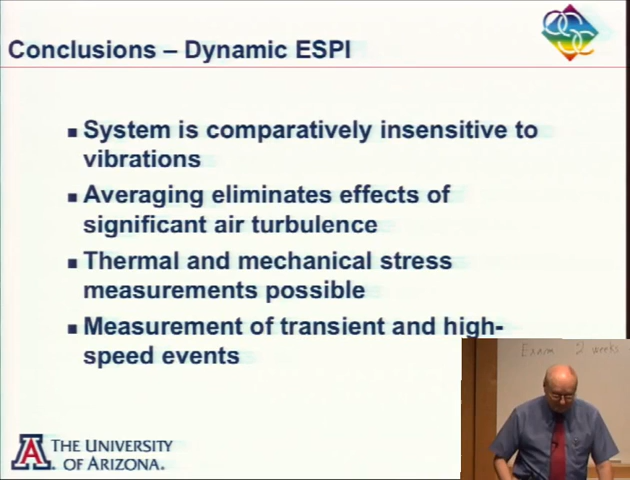 Conclusions – Dynamic ESPI
▪ System is comparatively insensitive to
vibrations
▪ Averaging eliminates effects of
significant air turbulence
▪ Thermal and mechanical stress
measurements possible
▪ Measurement of transient and high-
speed events
Exam 2 weeks
A
THE UNIVERSITY
OF ARIZONA.